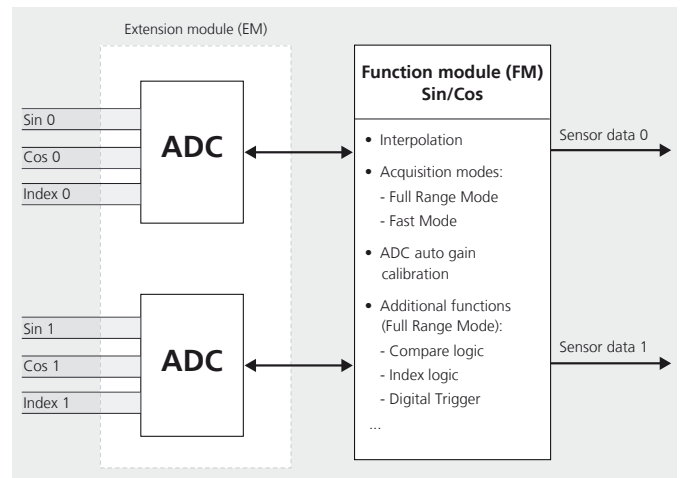 Extension module (EM)
Sin 0
Cos 0
Index 0
ADC
Sin 1
Cos 1
Index 1
ADC
Function module (FM)
Sin/Cos
• Interpolation
• Acquisition modes:
- Full Range Mode
- Fast Mode
• ADC auto gain
calibration
• Additional functions
(Full Range Mode):
- Compare logic
- Index logic
- Digital Trigger
...
Sensor data 0
Sensor data 1